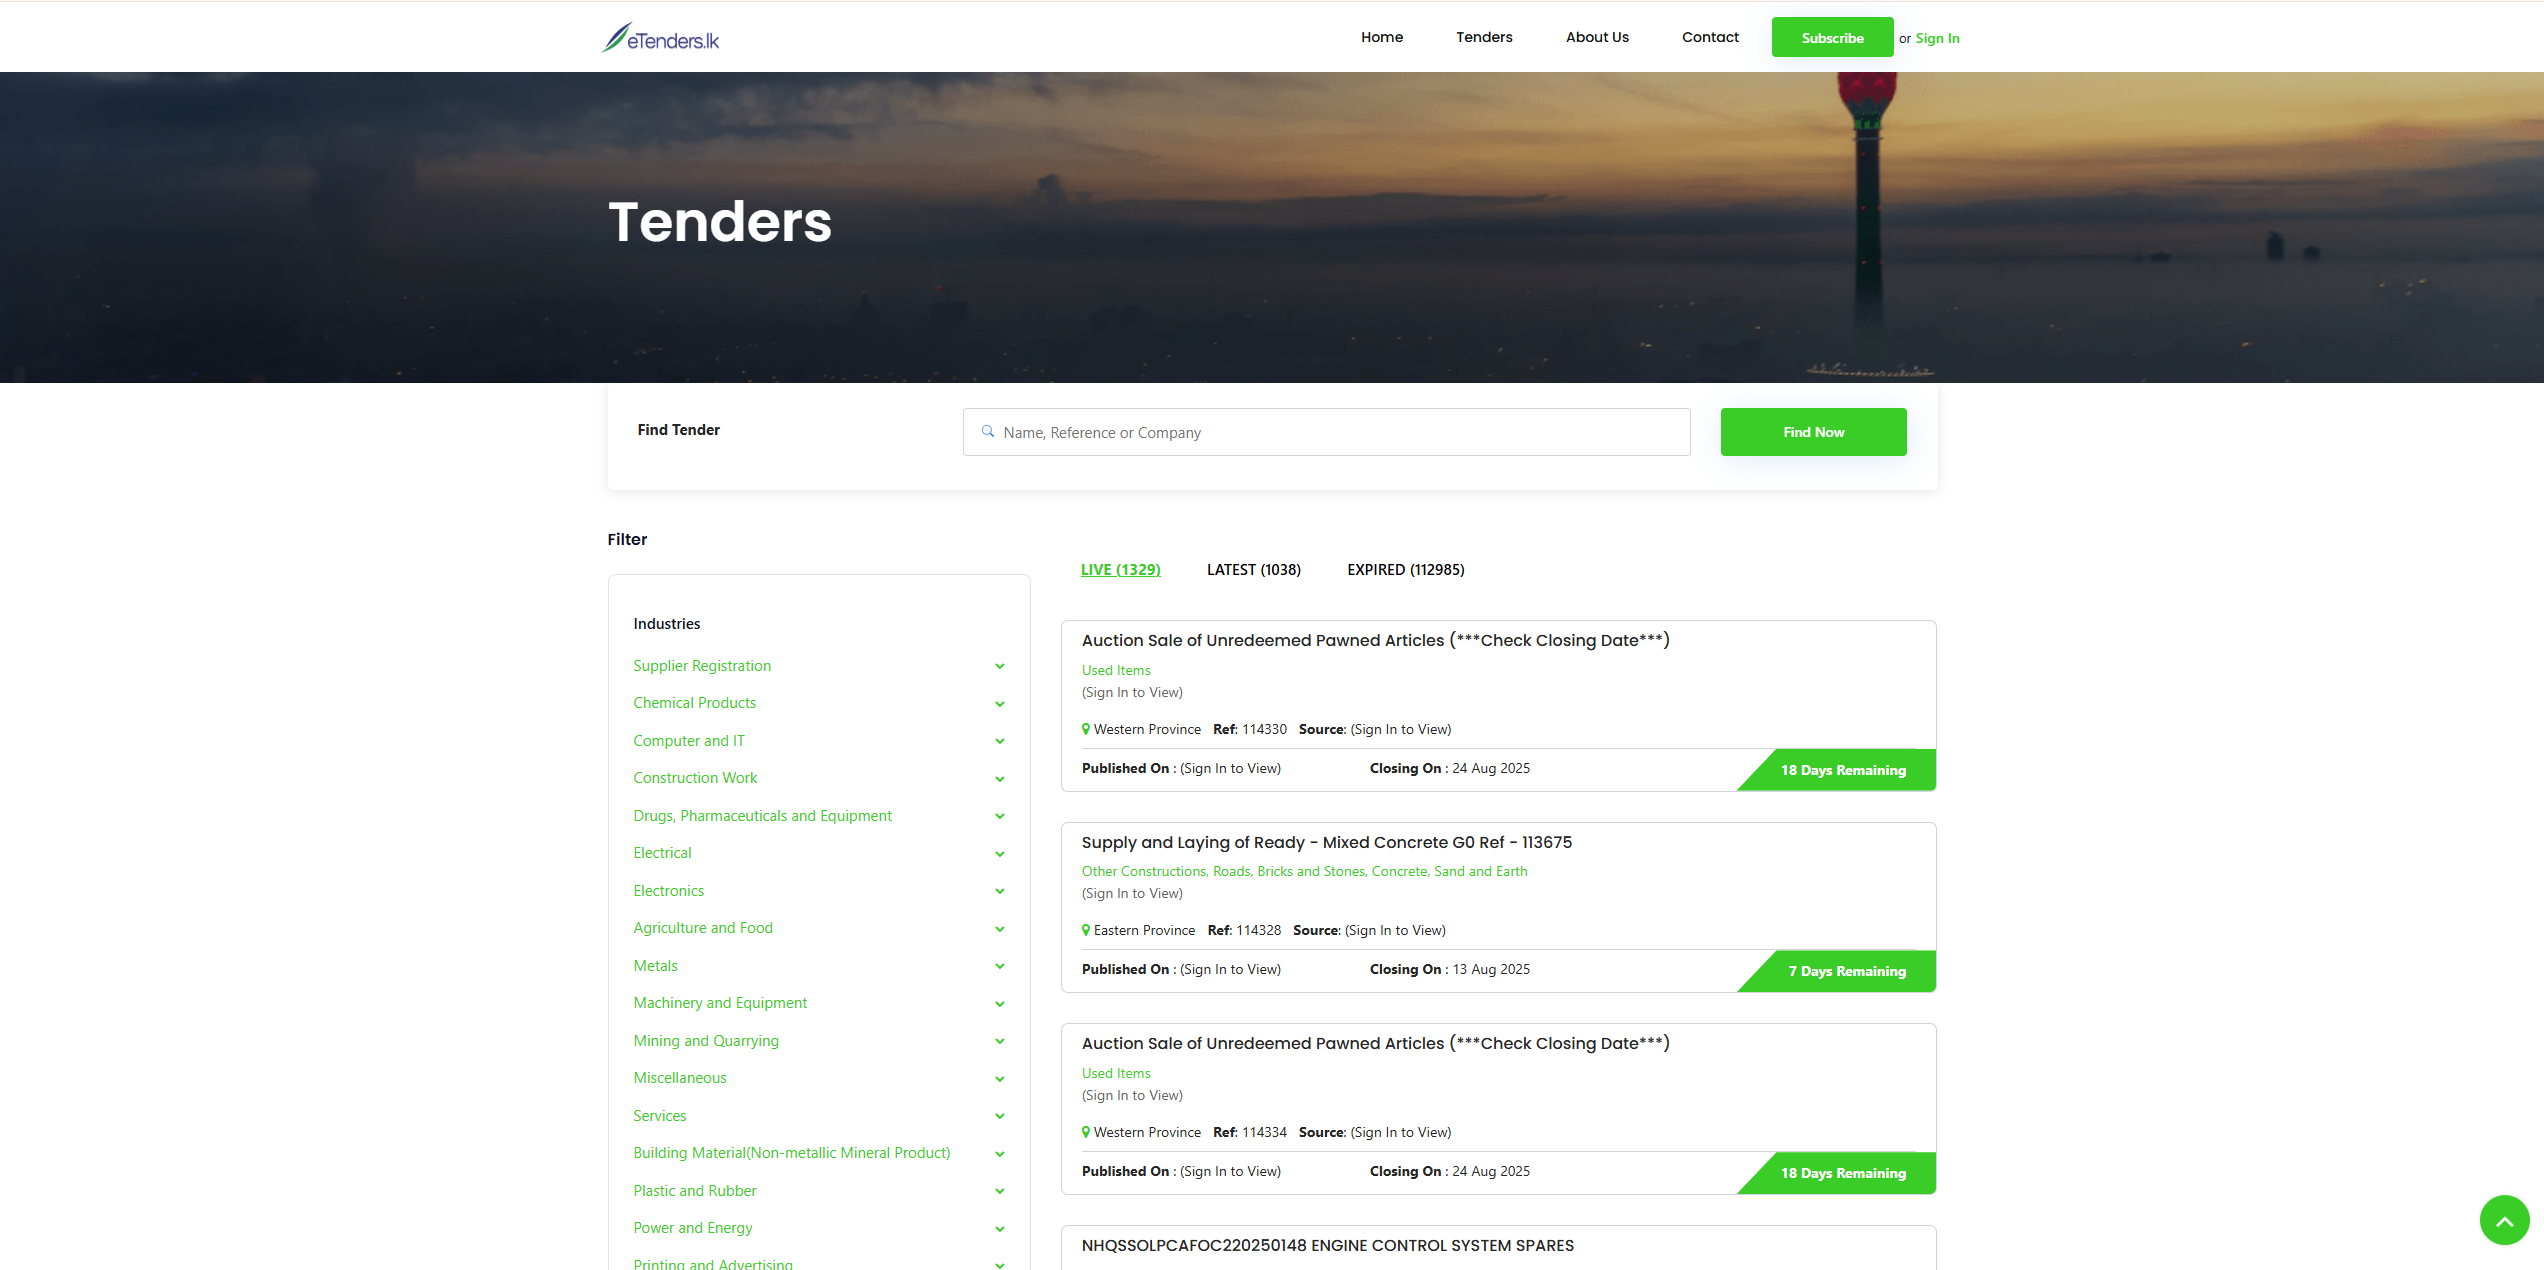 eTenders.lk
Home Tenders About Us Contact Subscribe or Sign In
Tenders
Find Tender Name, Reference or Company Find Now
Filter
Industries
Supplier Registration
Chemical Products
Computer and IT
Construction Work
Drugs, Pharmaceuticals and Equipment
Electrical
Electronics
Agriculture and Food
Metals
Machinery and Equipment
Mining and Quarrying
Miscellaneous
Services
Building Material(Non-metallic Mineral Product)
Plastic and Rubber
Power and Energy
Printing and Advertising
LIVE (1329) LATEST (1038) EXPIRED (112985)
Auction Sale of Unredeemed Pawned Articles (***Check Closing Date***)
Used Items
(Sign In to View)
Western Province Ref: 114330 Source: (Sign In to View)
Published On : (Sign In to View) Closing On : 24 Aug 2025 18 Days Remaining
Supply and Laying of Ready - Mixed Concrete G0 Ref - 113675
Other Constructions, Roads, Bricks and Stones, Concrete, Sand and Earth
(Sign In to View)
Eastern Province Ref: 114328 Source: (Sign In to View)
Published On : (Sign In to View) Closing On : 13 Aug 2025 7 Days Remaining
Auction Sale of Unredeemed Pawned Articles (***Check Closing Date***)
Used Items
(Sign In to View)
Western Province Ref: 114334 Source: (Sign In to View)
Published On : (Sign In to View) Closing On : 24 Aug 2025 18 Days Remaining
NHQSSOLPCAFOC220250148 ENGINE CONTROL SYSTEM SPARES